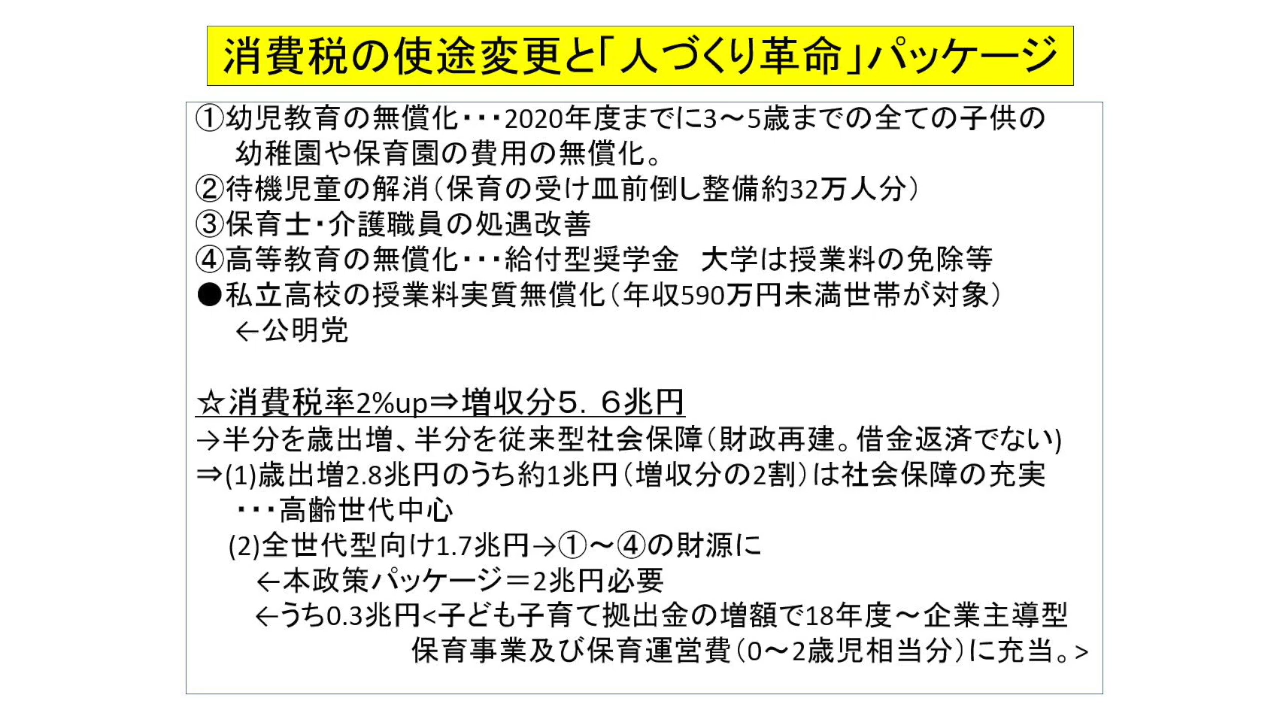 消費税の使途変更と「人づくり革命」パッケージ
①幼児教育の無償化・・・2020年度までに3～5歳までの全ての子供の
幼稚園や保育園の費用の無償化。
②待機児童の解消（保育の受け皿前倒し整備約32万人分）
③保育士・介護職員の処遇改善
④高等教育の無償化・・・給付型奨学金　大学は授業料の免除等
●私立高校の授業料実質無償化（年収590万円未満世帯が対象）
←公明党
☆消費税率2%up⇒増収分５．６兆円
→半分を歳出増、半分を従来型社会保障（財政再建。借金返済でない)
⇒(1)歳出増2.8兆円のうち約1兆円（増収分の2割）は社会保障の充実
・・・高齢世代中心
(2)全世代型向け1.7兆円→①～④の財源に
←本政策パッケージ＝2兆円必要
←うち0.3兆円<子ども子育て拠出金の増額で18年度～企業主導型
保育事業及び保育運営費（0～2歳児相当分）に充当。>